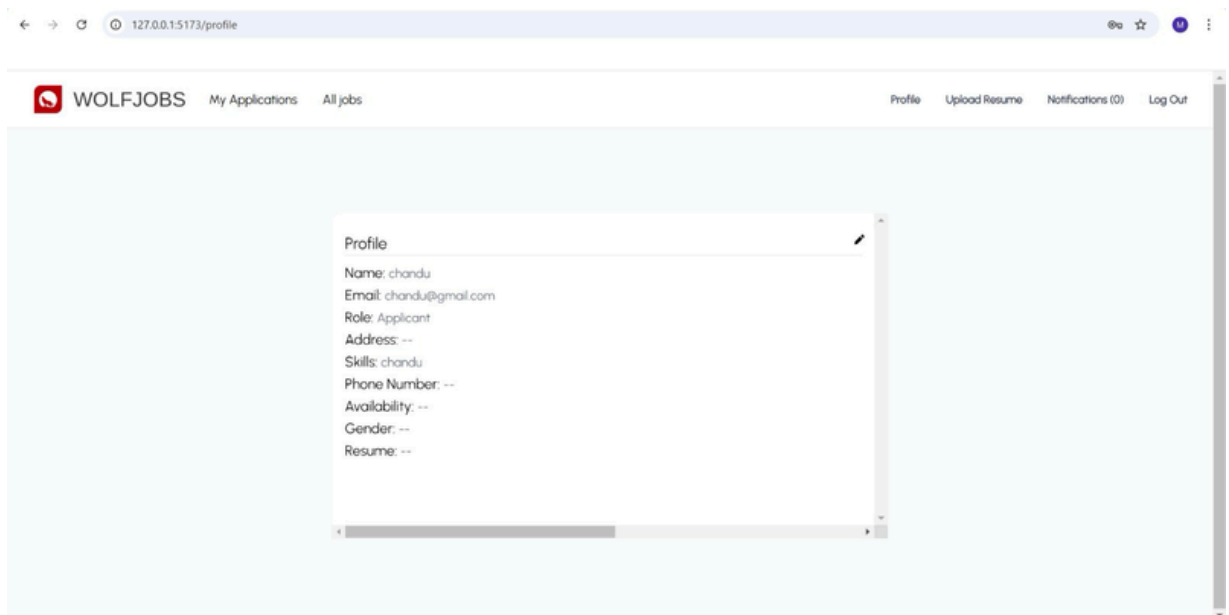 127.0.0.1:5173/profile
M
WOLFJOBS My Applications All jobs Profile Upload Resume Notifications (0) Log Out
Profile
Name: chandu
Email: chandu@gmail.com
Role: Applicant
Address: --
Skills: chandu
Phone Number: --
Availability: --
Gender: --
Resume: --